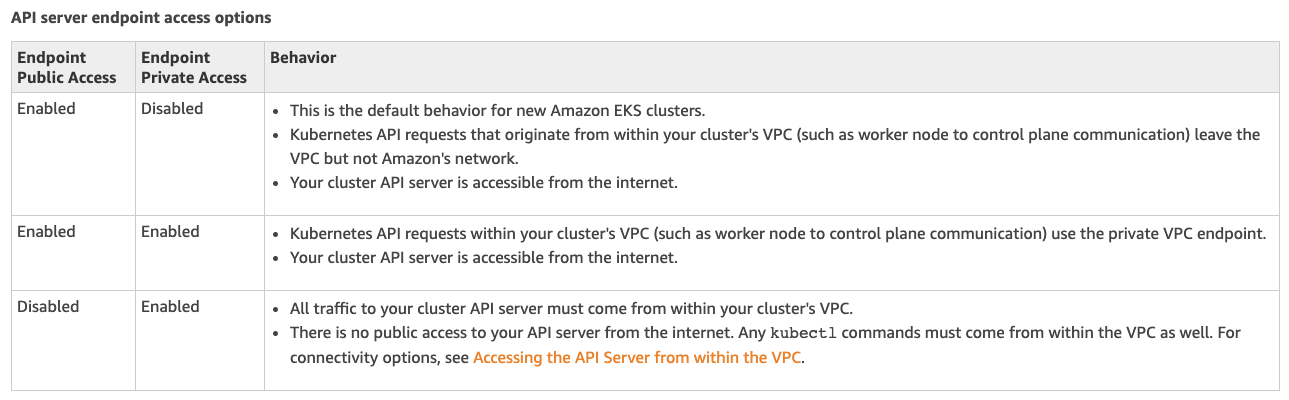 API server endpoint access options
Endpoint
Public Access
Endpoint
Private Access
Behavior
Enabled
Disabled
• This is the default behavior for new Amazon EKS clusters.
• Kubernetes API requests that originate from within your cluster's VPC (such as worker node to control plane communication) leave the
VPC but not Amazon's network.
• Your cluster API server is accessible from the internet.
Enabled
Enabled
• Kubernetes API requests within your cluster's VPC (such as worker node to control plane communication) use the private VPC endpoint.
• Your cluster API server is accessible from the internet.
Disabled
Enabled
• All traffic to your cluster API server must come from within your cluster's VPC.
• There is no public access to your API server from the internet. Any kubectl commands must come from within the VPC as well. For
connectivity options, see Accessing the API Server from within the VPC.